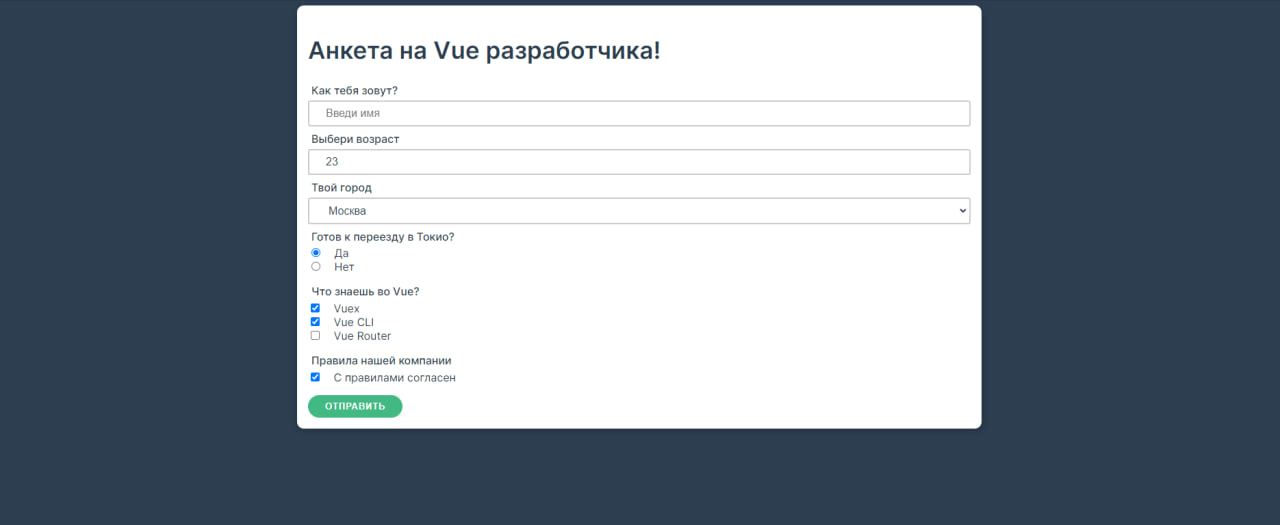 Анкета на Vue разработчика!
Как тебя зовут?
Введи имя
Выбери возраст
23
Твой город
Москва
Готов к переезду в Токио?
Да
Нет
Что знаешь во Vue?
Vuex
Vue CLI
Vue Router
Правила нашей компании
С правилами согласен
ОТПРАВИТЬ